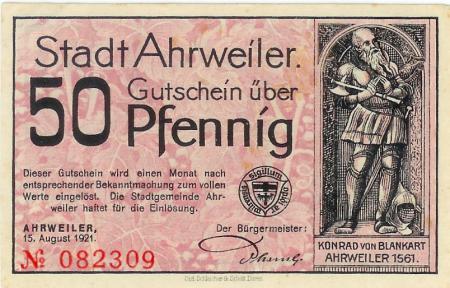 Stadt Ahrweiler.
50 Gutschein über
Pfennig
Dieser Gutschein wird einen Monat nach
entsprechender Bekanntmachung zum vollen
Werte eingelöst. Die Stadtgemeinde Ahr-
weiler haftet für die Einlösung.
sigillum
AHRWEILER,
15. August 1921.
Der Bürgermeister:
№ 082309
KONRAD VON BLANKART
AHRWEILER 1561.